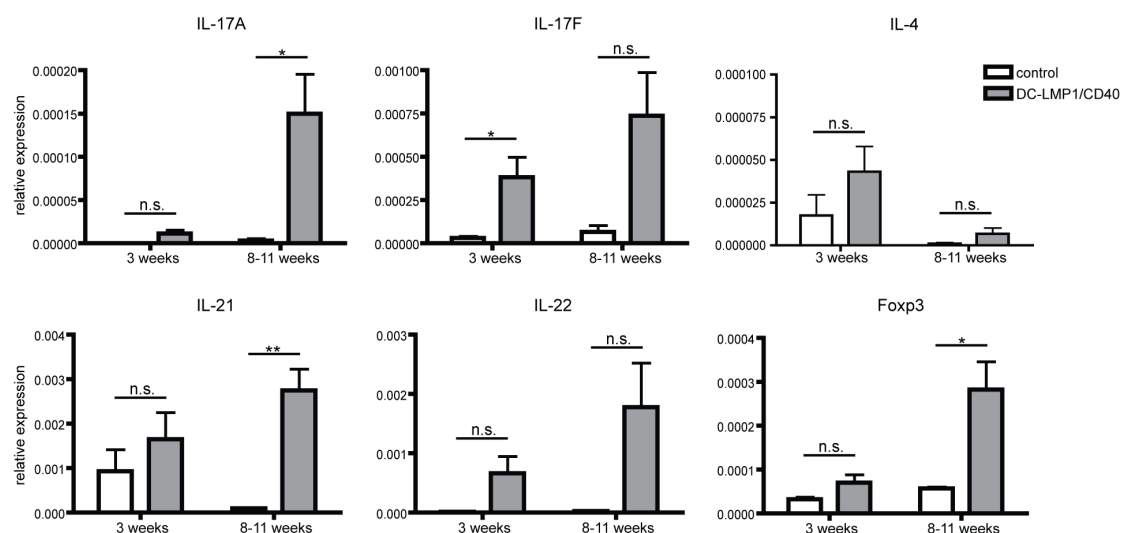 IL-17A
IL-17F
IL-4
relative expression
0.00020
0.00015
0.00010
0.00005
0.00000
n.s.
*
3 weeks
8-11 weeks
0.00100
0.00075
0.00050
0.00025
0.00000
*
n.s.
3 weeks
8-11 weeks
0.000100
0.000075
0.000050
0.000025
0.000000
n.s.
n.s.
3 weeks
8-11 weeks
control
DC-LMP1/CD40
IL-21
IL-22
Foxp3
relative expression
0.004
0.003
0.002
0.001
0.000
n.s.
**
3 weeks
8-11 weeks
0.003
0.002
0.001
0.000
n.s.
n.s.
3 weeks
8-11 weeks
0.0004
0.0003
0.0002
0.0001
0.0000
n.s.
*
3 weeks
8-11 weeks